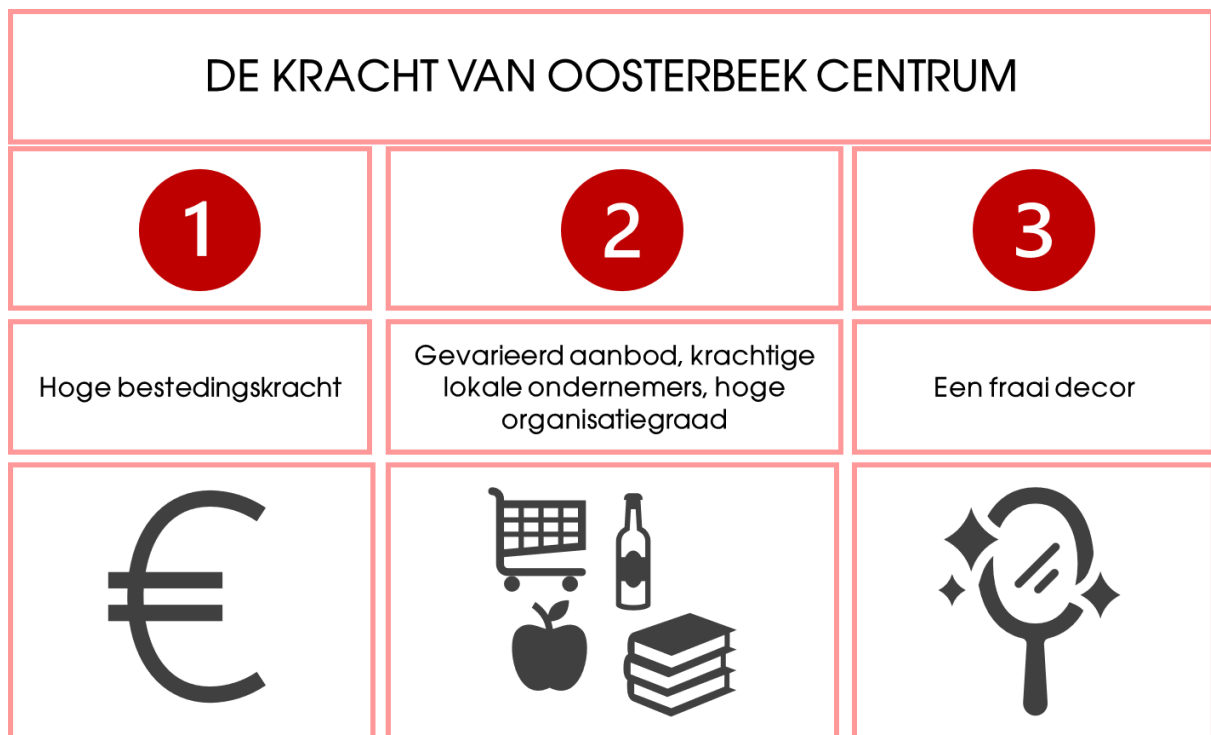 DE KRACHT VAN OOSTERBEEK CENTRUM
1
2
3
Hoge bestedingskracht
Gevarieerd aanbod, krachtige
lokale ondernemers, hoge
organisatiegraad
Een fraai decor